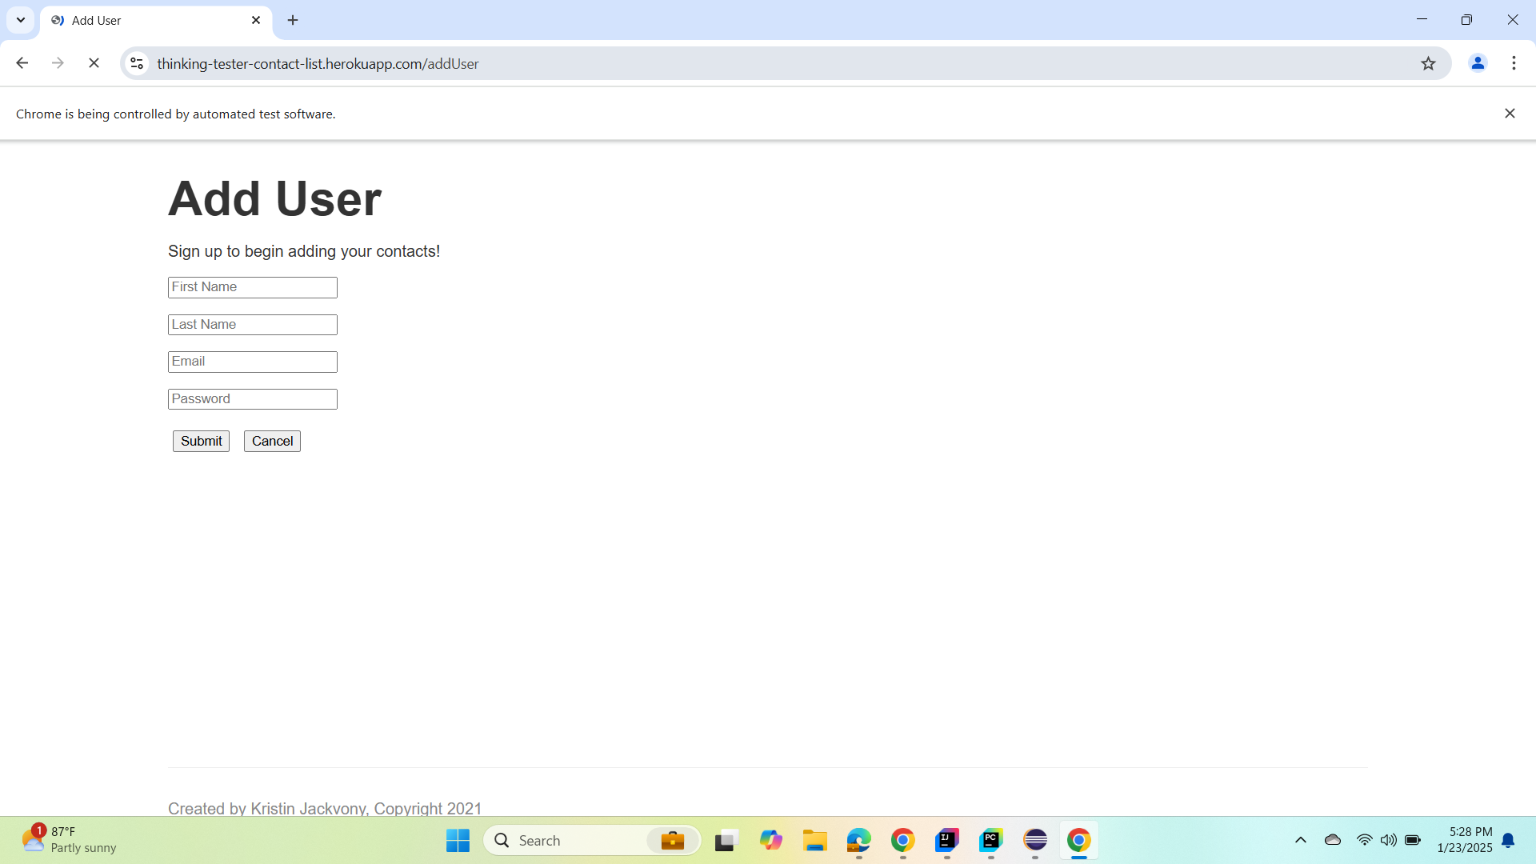 Add User
thinking-tester-contact-list.herokuapp.com/addUser
Chrome is being controlled by automated test software.
Add User
Sign up to begin adding your contacts!
First Name
Last Name
Email
Password
Submit Cancel
Created by Kristin Jackvony, Copyright 2021
1
87°F
Partly sunny
Search
IJ
PC
5:28 PM
1/23/2025